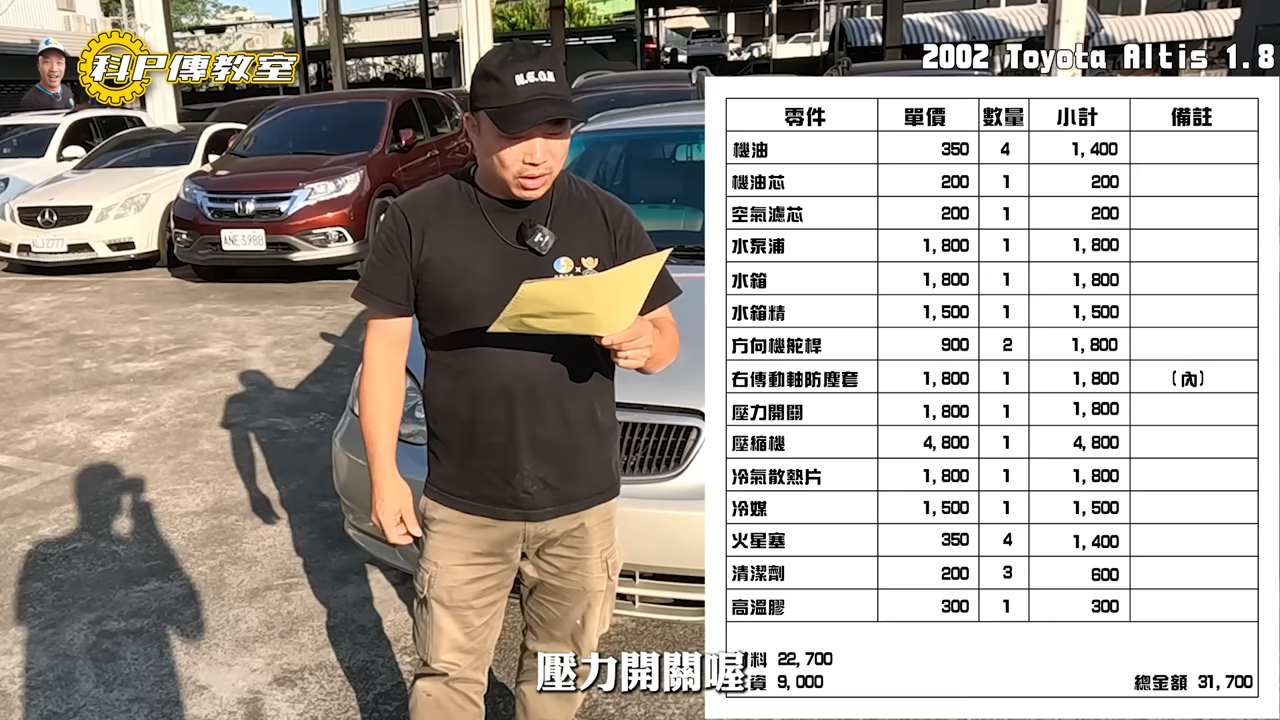 科P傳教室
2002 Toyota Altis 1.8
N.E.O.N
ANE 5988
零件 單價 數量 小計 備註
機油 350 4 1,400
機油芯 200 1 200
空氣濾芯 200 1 200
水泵浦 1,800 1 1,800
水箱 1,800 1 1,800
水箱精 1,500 1 1,500
方向機舵桿 900 2 1,800
右傳動軸防塵套 1,800 1 1,800 (內)
壓力開關 1,800 1 1,800
壓縮機 4,800 1 4,800
冷氣散熱片 1,800 1 1,800
冷媒 1,500 1 1,500
火星塞 350 4 1,400
清潔劑 200 3 600
高溫膠 300 1 300
料 22,700
資 9,000 總金額 31,700
壓力開關喔